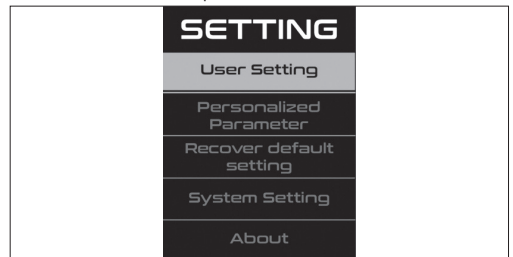 SETTING
User Setting
Personalized
Parameter
Recover default
setting
System Setting
About